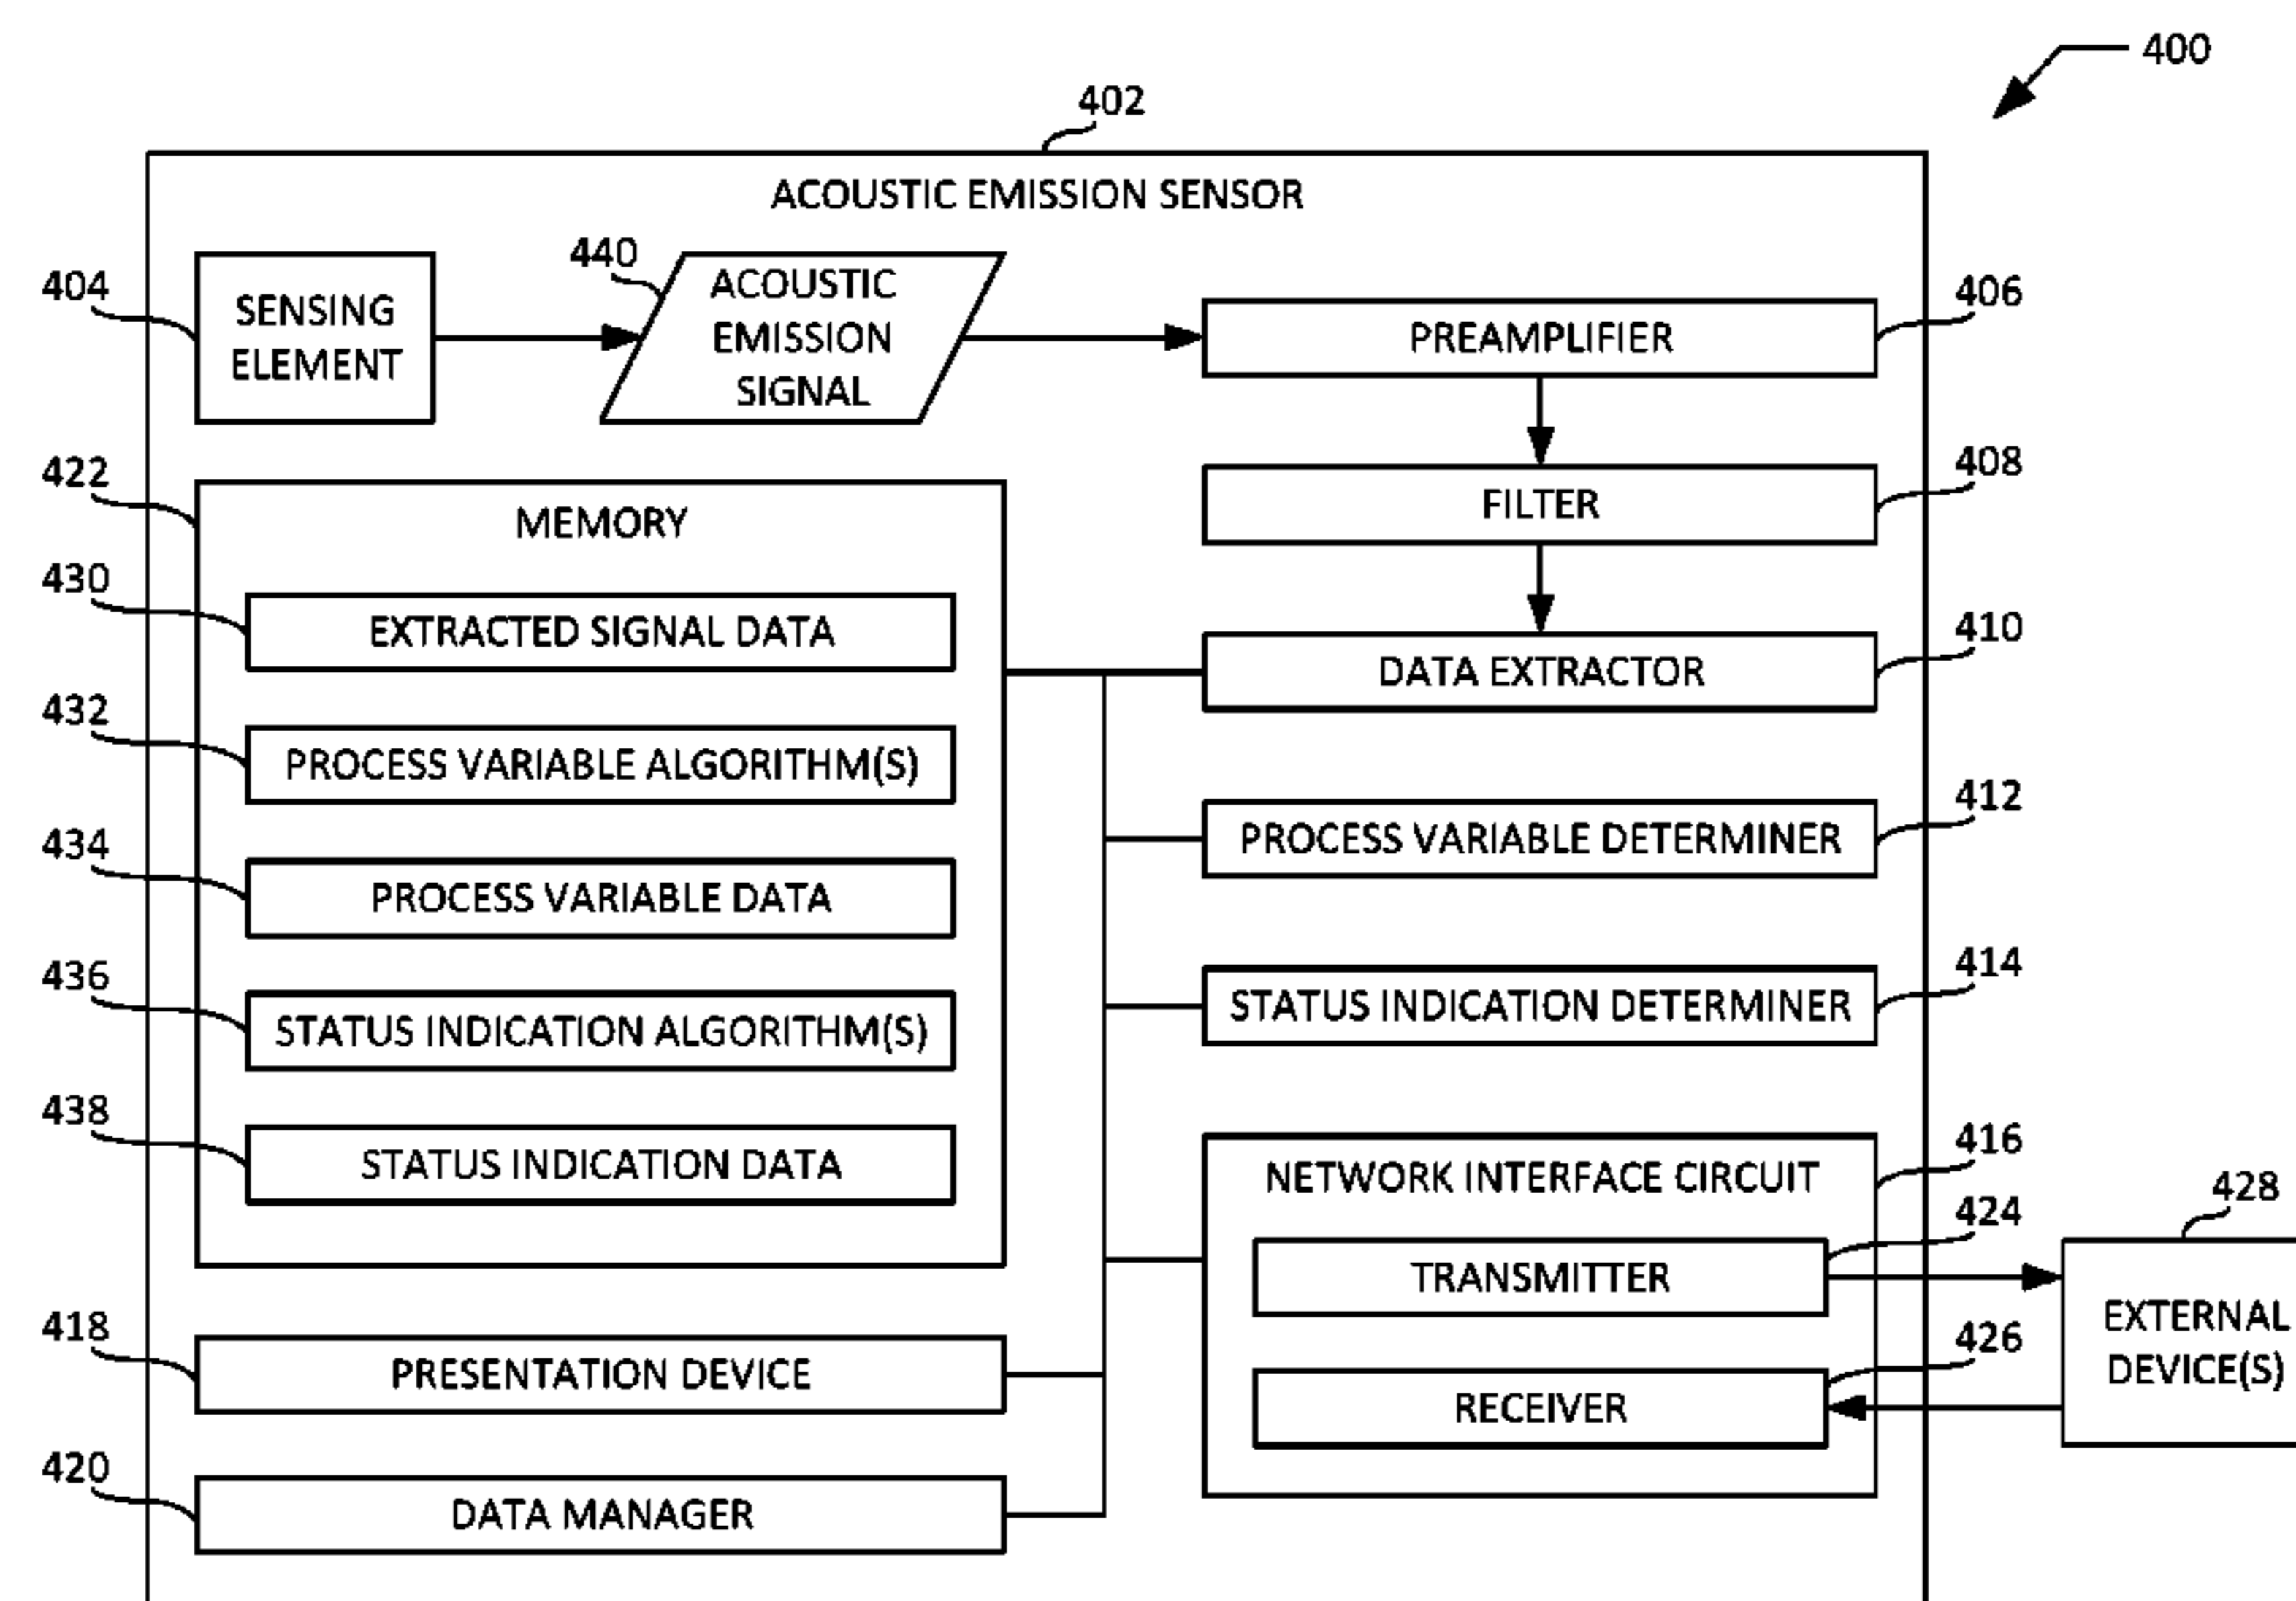 400
402
ACOUSTIC EMISSION SENSOR
404
SENSING
ELEMENT
440
ACOUSTIC
EMISSION
SIGNAL
406
PREAMPLIFIER
408
FILTER
410
DATA EXTRACTOR
412
PROCESS VARIABLE DETERMINER
414
STATUS INDICATION DETERMINER
422
MEMORY
430
EXTRACTED SIGNAL DATA
432
PROCESS VARIABLE ALGORITHM(S)
434
PROCESS VARIABLE DATA
436
STATUS INDICATION ALGORITHM(S)
438
STATUS INDICATION DATA
416
NETWORK INTERFACE CIRCUIT
424
TRANSMITTER
426
RECEIVER
428
EXTERNAL
DEVICE(S)
418
PRESENTATION DEVICE
420
DATA MANAGER